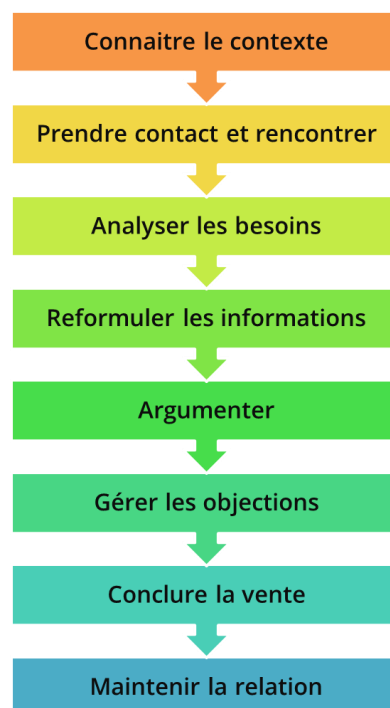 Connaitre le contexte
Prendre contact et rencontrer
Analyser les besoins
Reformuler les informations
Argumenter
Gérer les objections
Conclure la vente
Maintenir la relation